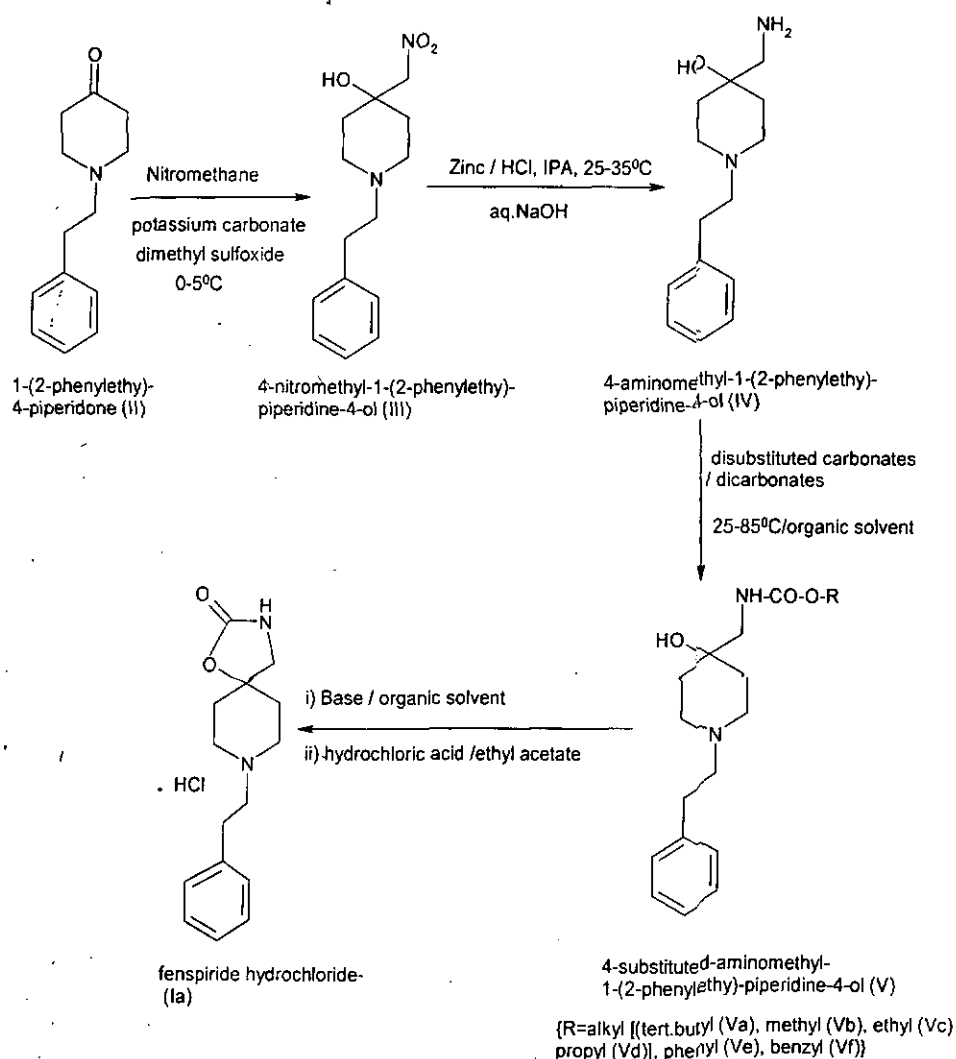 O
N
Nitromethane
potassium carbonate
dimethyl sulfoxide
0-5⁰C
1-(2-phenylethy)-
4-piperidone (II)
NO₂
HO
N
4-nitromethyl-1-(2-phenylethy)-
piperidine-4-ol (III)
Zinc / HCl, IPA, 25-35⁰C
aq.NaOH
NH₂
HO
N
4-aminomethyl-1-(2-phenylethy)-
piperidine-4-ol (IV)
disubstituted carbonates
/ dicarbonates
25-85⁰C/organic solvent
NH-CO-O-R
HO
N
4-substituted-aminomethyl-
1-(2-phenylethy)-piperidine-4-ol (V)
{R=alkyl [(tert.butyl (Va), methyl (Vb), ethyl (Vc)
propyl (Vd)], phenyl (Ve), benzyl (Vf)}
i) Base / organic solvent
ii) hydrochloric acid /ethyl acetate
O
H
N
O
N
. HCl
fenspiride hydrochloride-
(Ia)